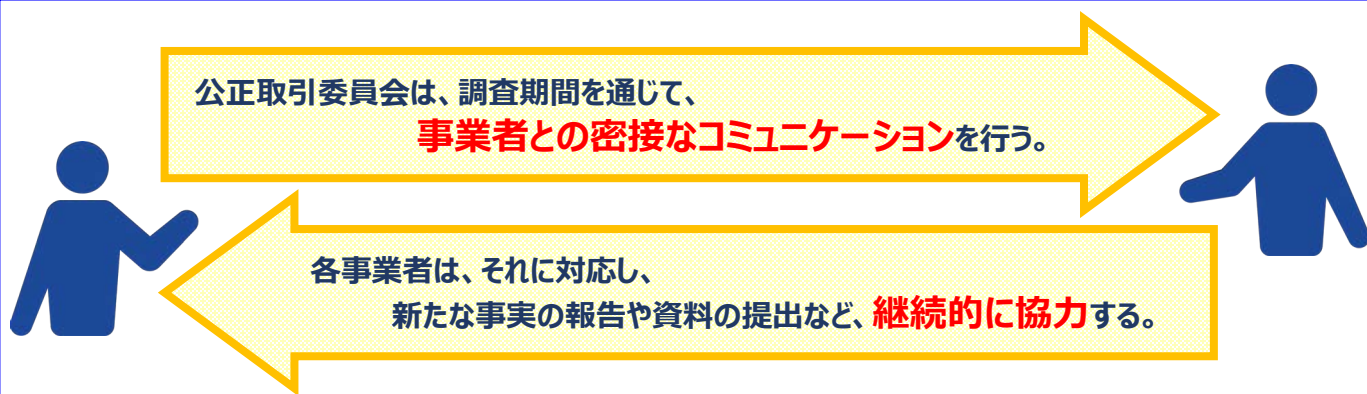 公正取引委員会は、調査期間を通じて、
事業者との密接なコミュニケーションを行う。
各事業者は、それに対応し、
新たな事実の報告や資料の提出など、継続的に協力する。